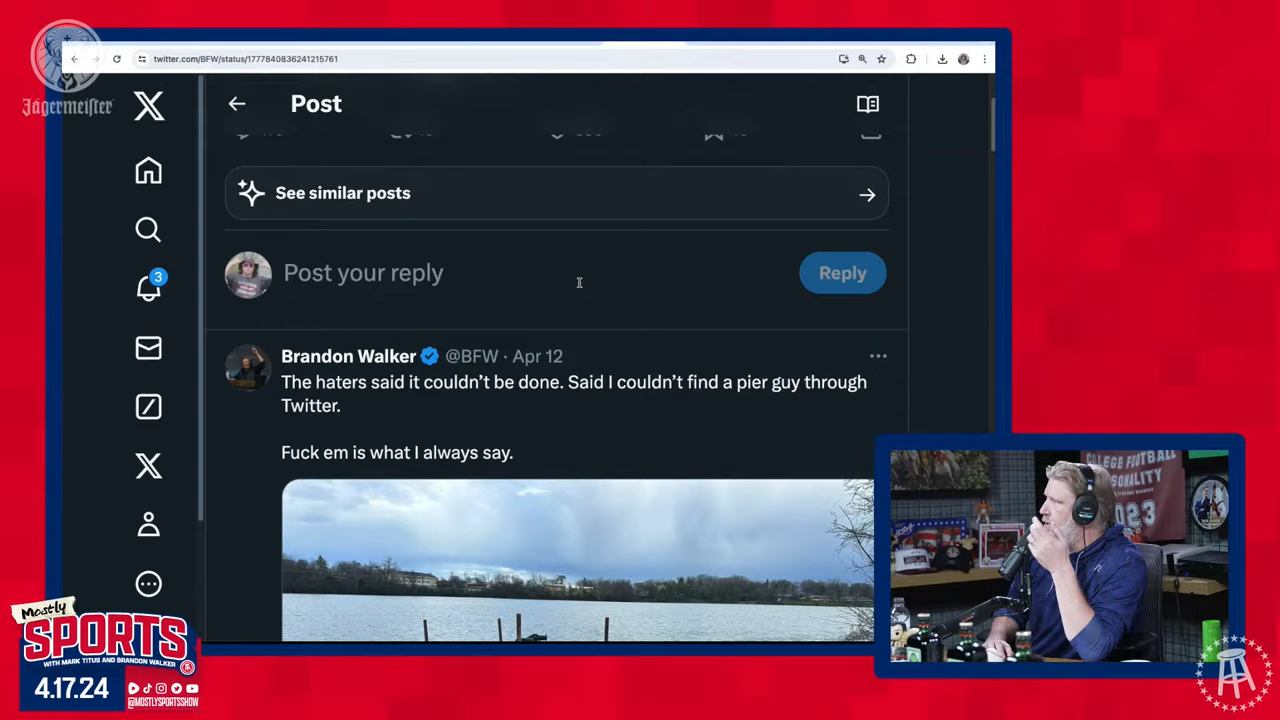 Jägermeister
twitter.com/BFW/status/1777840836241215761
Post
See similar posts
Post your reply
Reply
3
Brandon Walker @BFW · Apr 12
The haters said it couldn’t be done. Said I couldn’t find a pier guy through
Twitter.
Fuck em is what I always say.
COLLEGE FOOTBALL
Mostly
SPORTS
WITH MARK TITUS AND BRANDON WALKER
4.17.24
@MOSTLYSPORTSSHOW